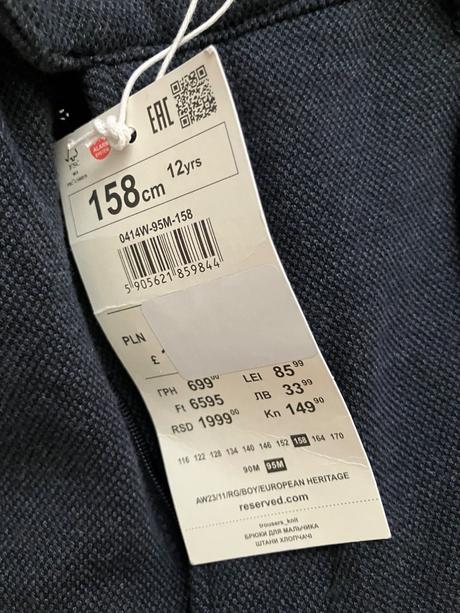 EAC
FSC
ALARM
158cm 12yrs
0414W-95M-158
5 905621 859844
PLN
£
ГРН 699⁰⁰ LEI 85⁹⁹
Ft 6595 ЛВ 33⁹⁹
RSD 1999⁰⁰ Kn 149⁹⁰
116 122 128 134 140 146 152 158 164 170
90M 95M
AW23/11/RG/BOY/EUROPEAN HERITAGE
reserved.com
trousers_knit
БРЮКИ ДЛЯ МАЛЬЧИКА
ШТАНИ ХЛОПЧАЧІ